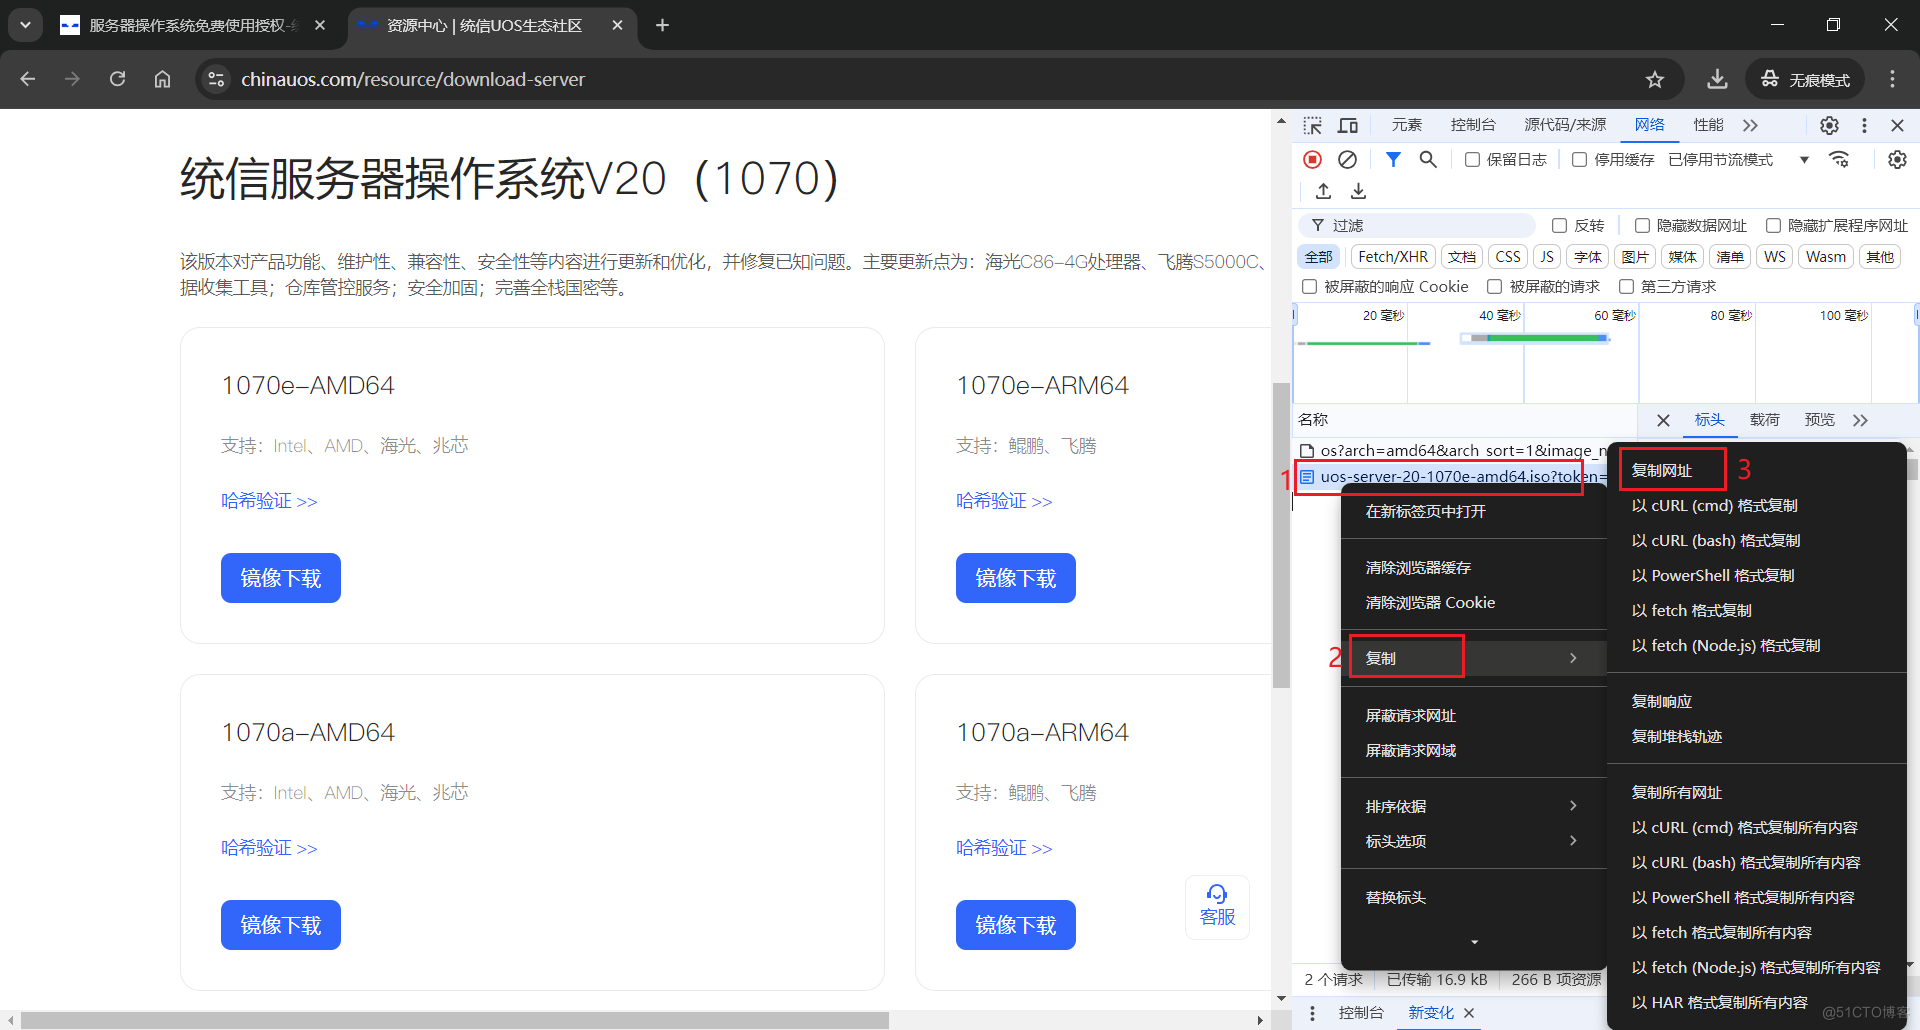 服务器操作系统免费使用授权-
资源中心 | 统信UOS生态社区
chinauos.com/resource/download-server
无痕模式
统信服务器操作系统V20（1070）
该版本对产品功能、维护性、兼容性、安全性等内容进行更新和优化，并修复已知问题。主要更新点为：海光C86-4G处理器、飞腾S5000C、
据收集工具；仓库管控服务；安全加固；完善全栈国密等。
1070e-AMD64
支持：Intel、AMD、海光、兆芯
哈希验证 >>
镜像下载
1070e-ARM64
支持：鲲鹏、飞腾
哈希验证 >>
镜像下载
1070a-AMD64
支持：Intel、AMD、海光、兆芯
哈希验证 >>
镜像下载
1070a-ARM64
支持：鲲鹏、飞腾
哈希验证 >>
镜像下载
客服
元素 控制台 源代码/来源 网络 性能
保留日志 停用缓存 已停用节流模式
过滤 反转 隐藏数据网址 隐藏扩展程序网址
全部 Fetch/XHR 文档 CSS JS 字体 图片 媒体 清单 WS Wasm 其他
被屏蔽的响应 Cookie 被屏蔽的请求 第三方请求
20 毫秒 40 毫秒 60 毫秒 80 毫秒 100 毫秒
名称 标头 载荷 预览
os?arch=amd64&arch_sort=1&image_n
1 uos-server-20-1070e-amd64.iso?token=
在新标签页中打开
清除浏览器缓存
清除浏览器 Cookie
2 复制
屏蔽请求网址
屏蔽请求网域
排序依据
标头选项
替换标头
复制网址 3
以 cURL (cmd) 格式复制
以 cURL (bash) 格式复制
以 PowerShell 格式复制
以 fetch 格式复制
以 fetch (Node.js) 格式复制
复制响应
复制堆栈轨迹
复制所有网址
以 cURL (cmd) 格式复制所有内容
以 cURL (bash) 格式复制所有内容
以 PowerShell 格式复制所有内容
以 fetch 格式复制所有内容
以 fetch (Node.js) 格式复制所有内容
以 HAR 格式复制所有内容
2 个请求 已传输 16.9 kB 266 B 项资源
控制台 新变化
@51CTO博客